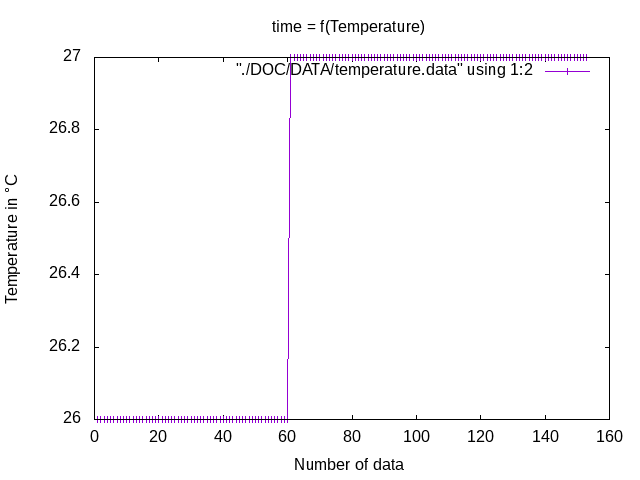 time = f(Temperature)
27
"./DOC/DATA/temperature.data" using 1:2
26.8
26.6
Temperature in °C
26.4
26.2
26
0 20 40 60 80 100 120 140 160
Number of data